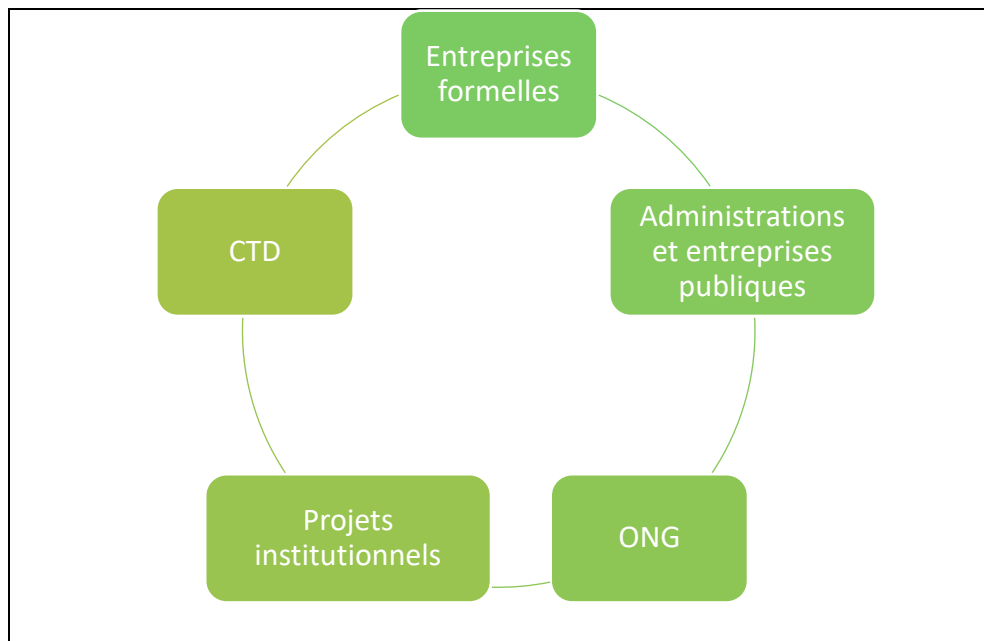 Entreprises
formelles
Administrations
et entreprises
publiques
ONG
Projets
institutionnels
CTD